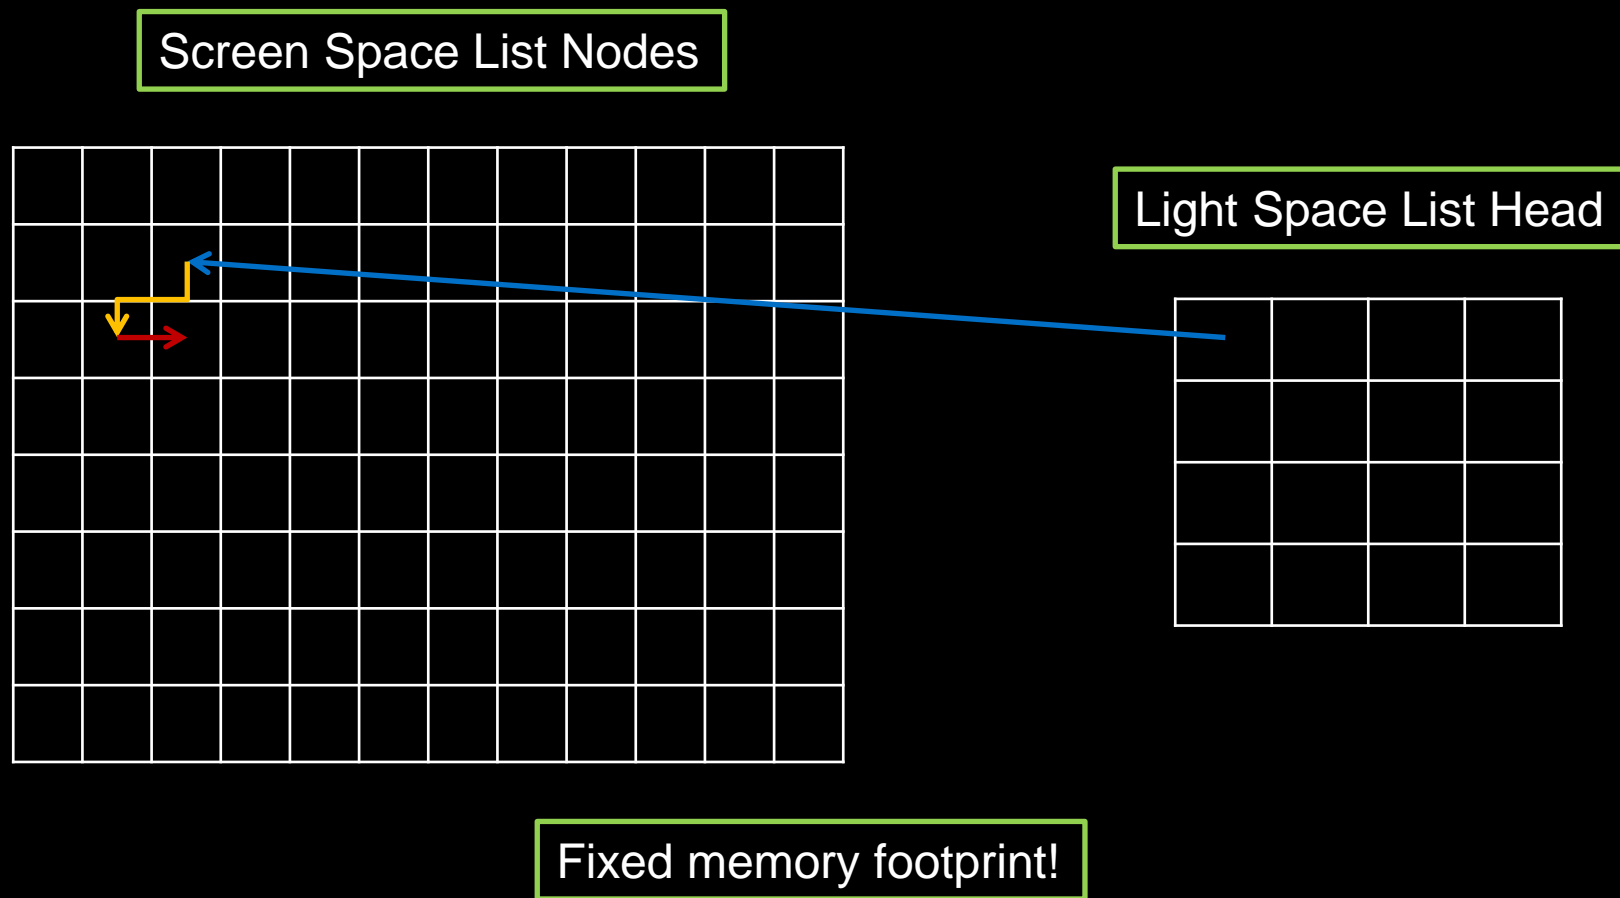 Screen Space List Nodes
Light Space List Head
Fixed memory footprint!